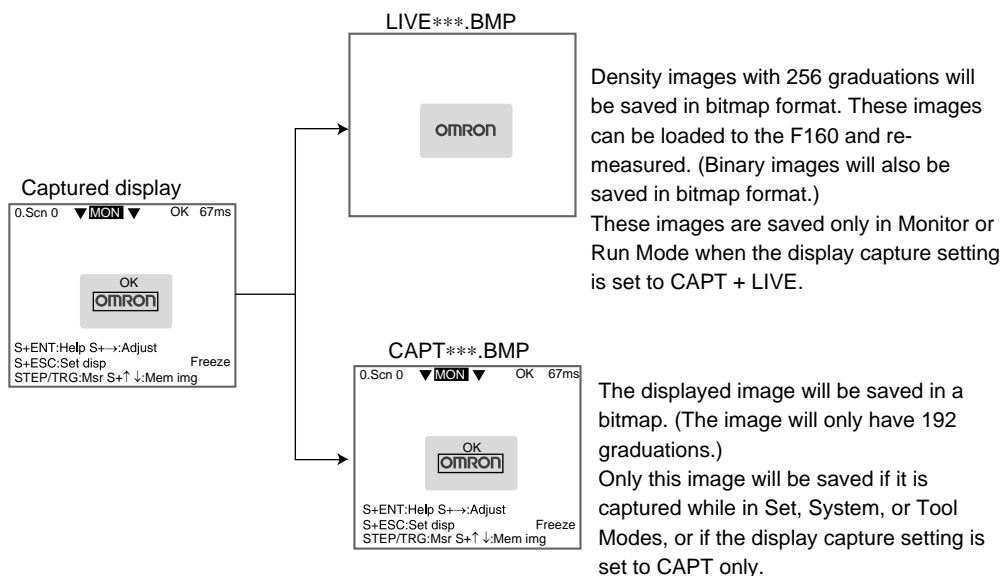 LIVE∗∗∗.BMP
OMRON
Density images with 256 graduations will
be saved in bitmap format. These images
can be loaded to the F160 and re-
measured. (Binary images will also be
saved in bitmap format.)
These images are saved only in Monitor or
Run Mode when the display capture setting
is set to CAPT + LIVE.
Captured display
0.Scn 0 ▼ MON ▼ OK 67ms
OK
OMRON
S+ENT:Help S+→:Adjust
S+ESC:Set disp Freeze
STEP/TRG:Msr S+↑ ↓:Mem img
CAPT∗∗∗.BMP
0.Scn 0 ▼ MON ▼ OK 67ms
OK
OMRON
S+ENT:Help S+→:Adjust
S+ESC:Set disp Freeze
STEP/TRG:Msr S+↑ ↓:Mem img
The displayed image will be saved in a
bitmap. (The image will only have 192
graduations.)
Only this image will be saved if it is
captured while in Set, System, or Tool
Modes, or if the display capture setting is
set to CAPT only.